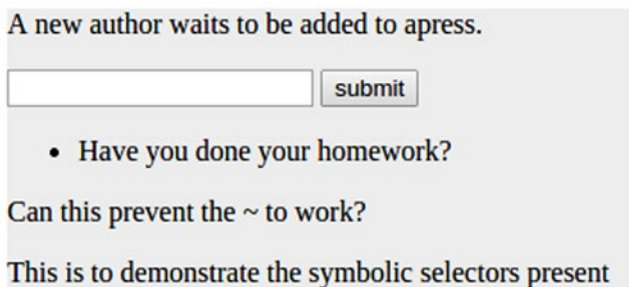 A new author waits to be added to apress.
submit
Have you done your homework?
Can this prevent the ~ to work?
This is to demonstrate the symbolic selectors present